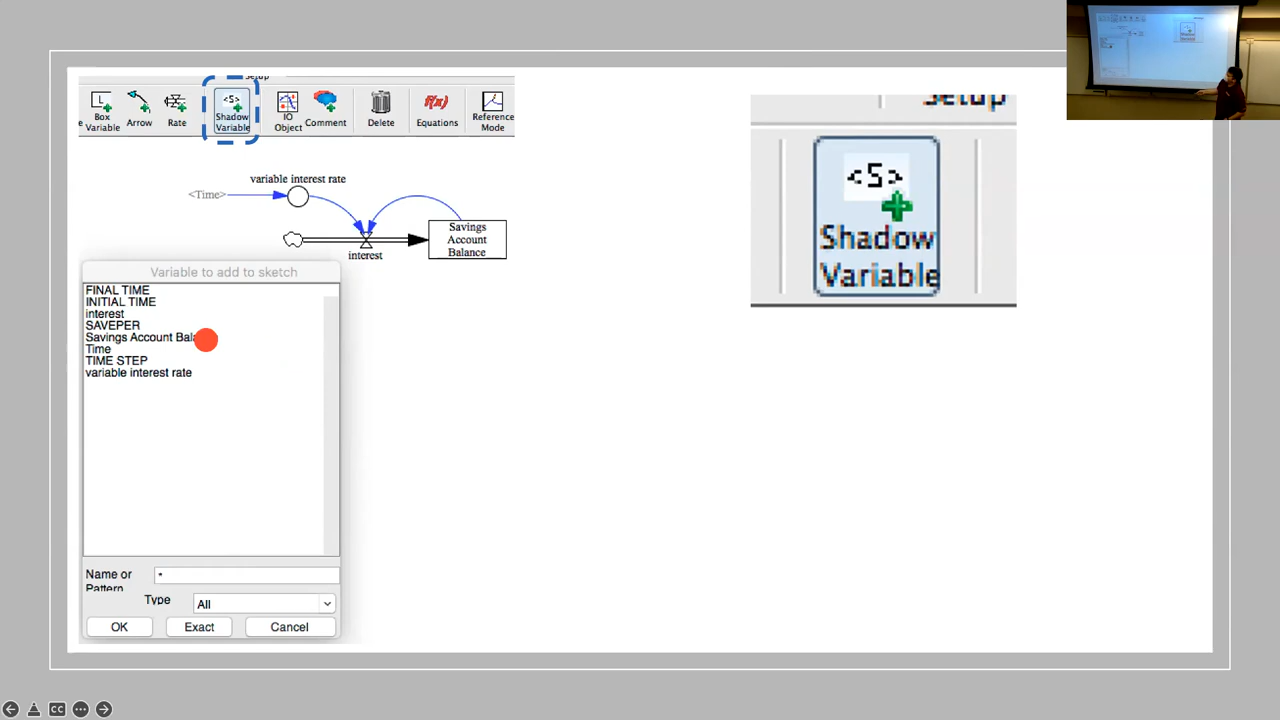 Setup
Box
Variable
Arrow
Rate
<S>
Shadow
Variable
IO
Object
Comment
Delete
f(x)
Equations
Reference
Mode
Setup
<S>
Shadow
Variable
variable interest rate
<Time>
Savings
Account
Balance
interest
Variable to add to sketch
FINAL TIME
INITIAL TIME
interest
SAVEPER
Savings Account Bala
Time
TIME STEP
variable interest rate
Name or
Pattern
*
Type
All
OK
Exact
Cancel
CC